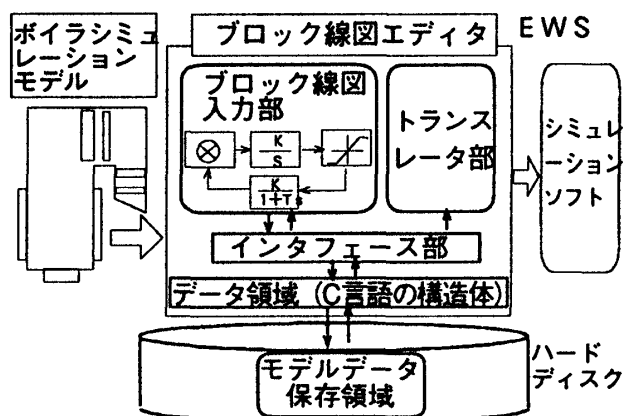 ボイラシミュ
レーション
モデル
ブロック線図エディタ
EWS
ブロック線図
入力部
K
S
K
1+TS
トランス
レータ部
シミュレ
ーション
ソフト
インタフェース部
データ領域(C言語の構造体)
モデルデータ
保存領域
ハード
ディスク